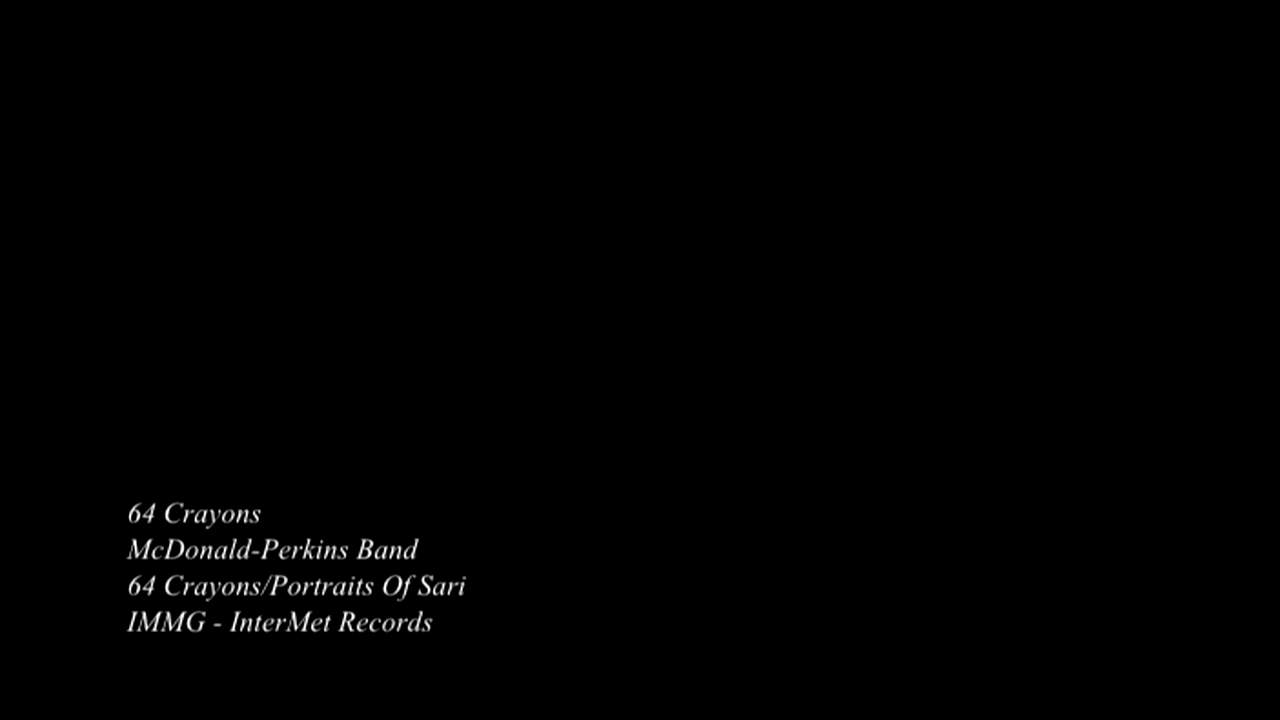 64 Crayons
McDonald-Perkins Band
64 Crayons/Portraits Of Sari
IMMG - InterMet Records